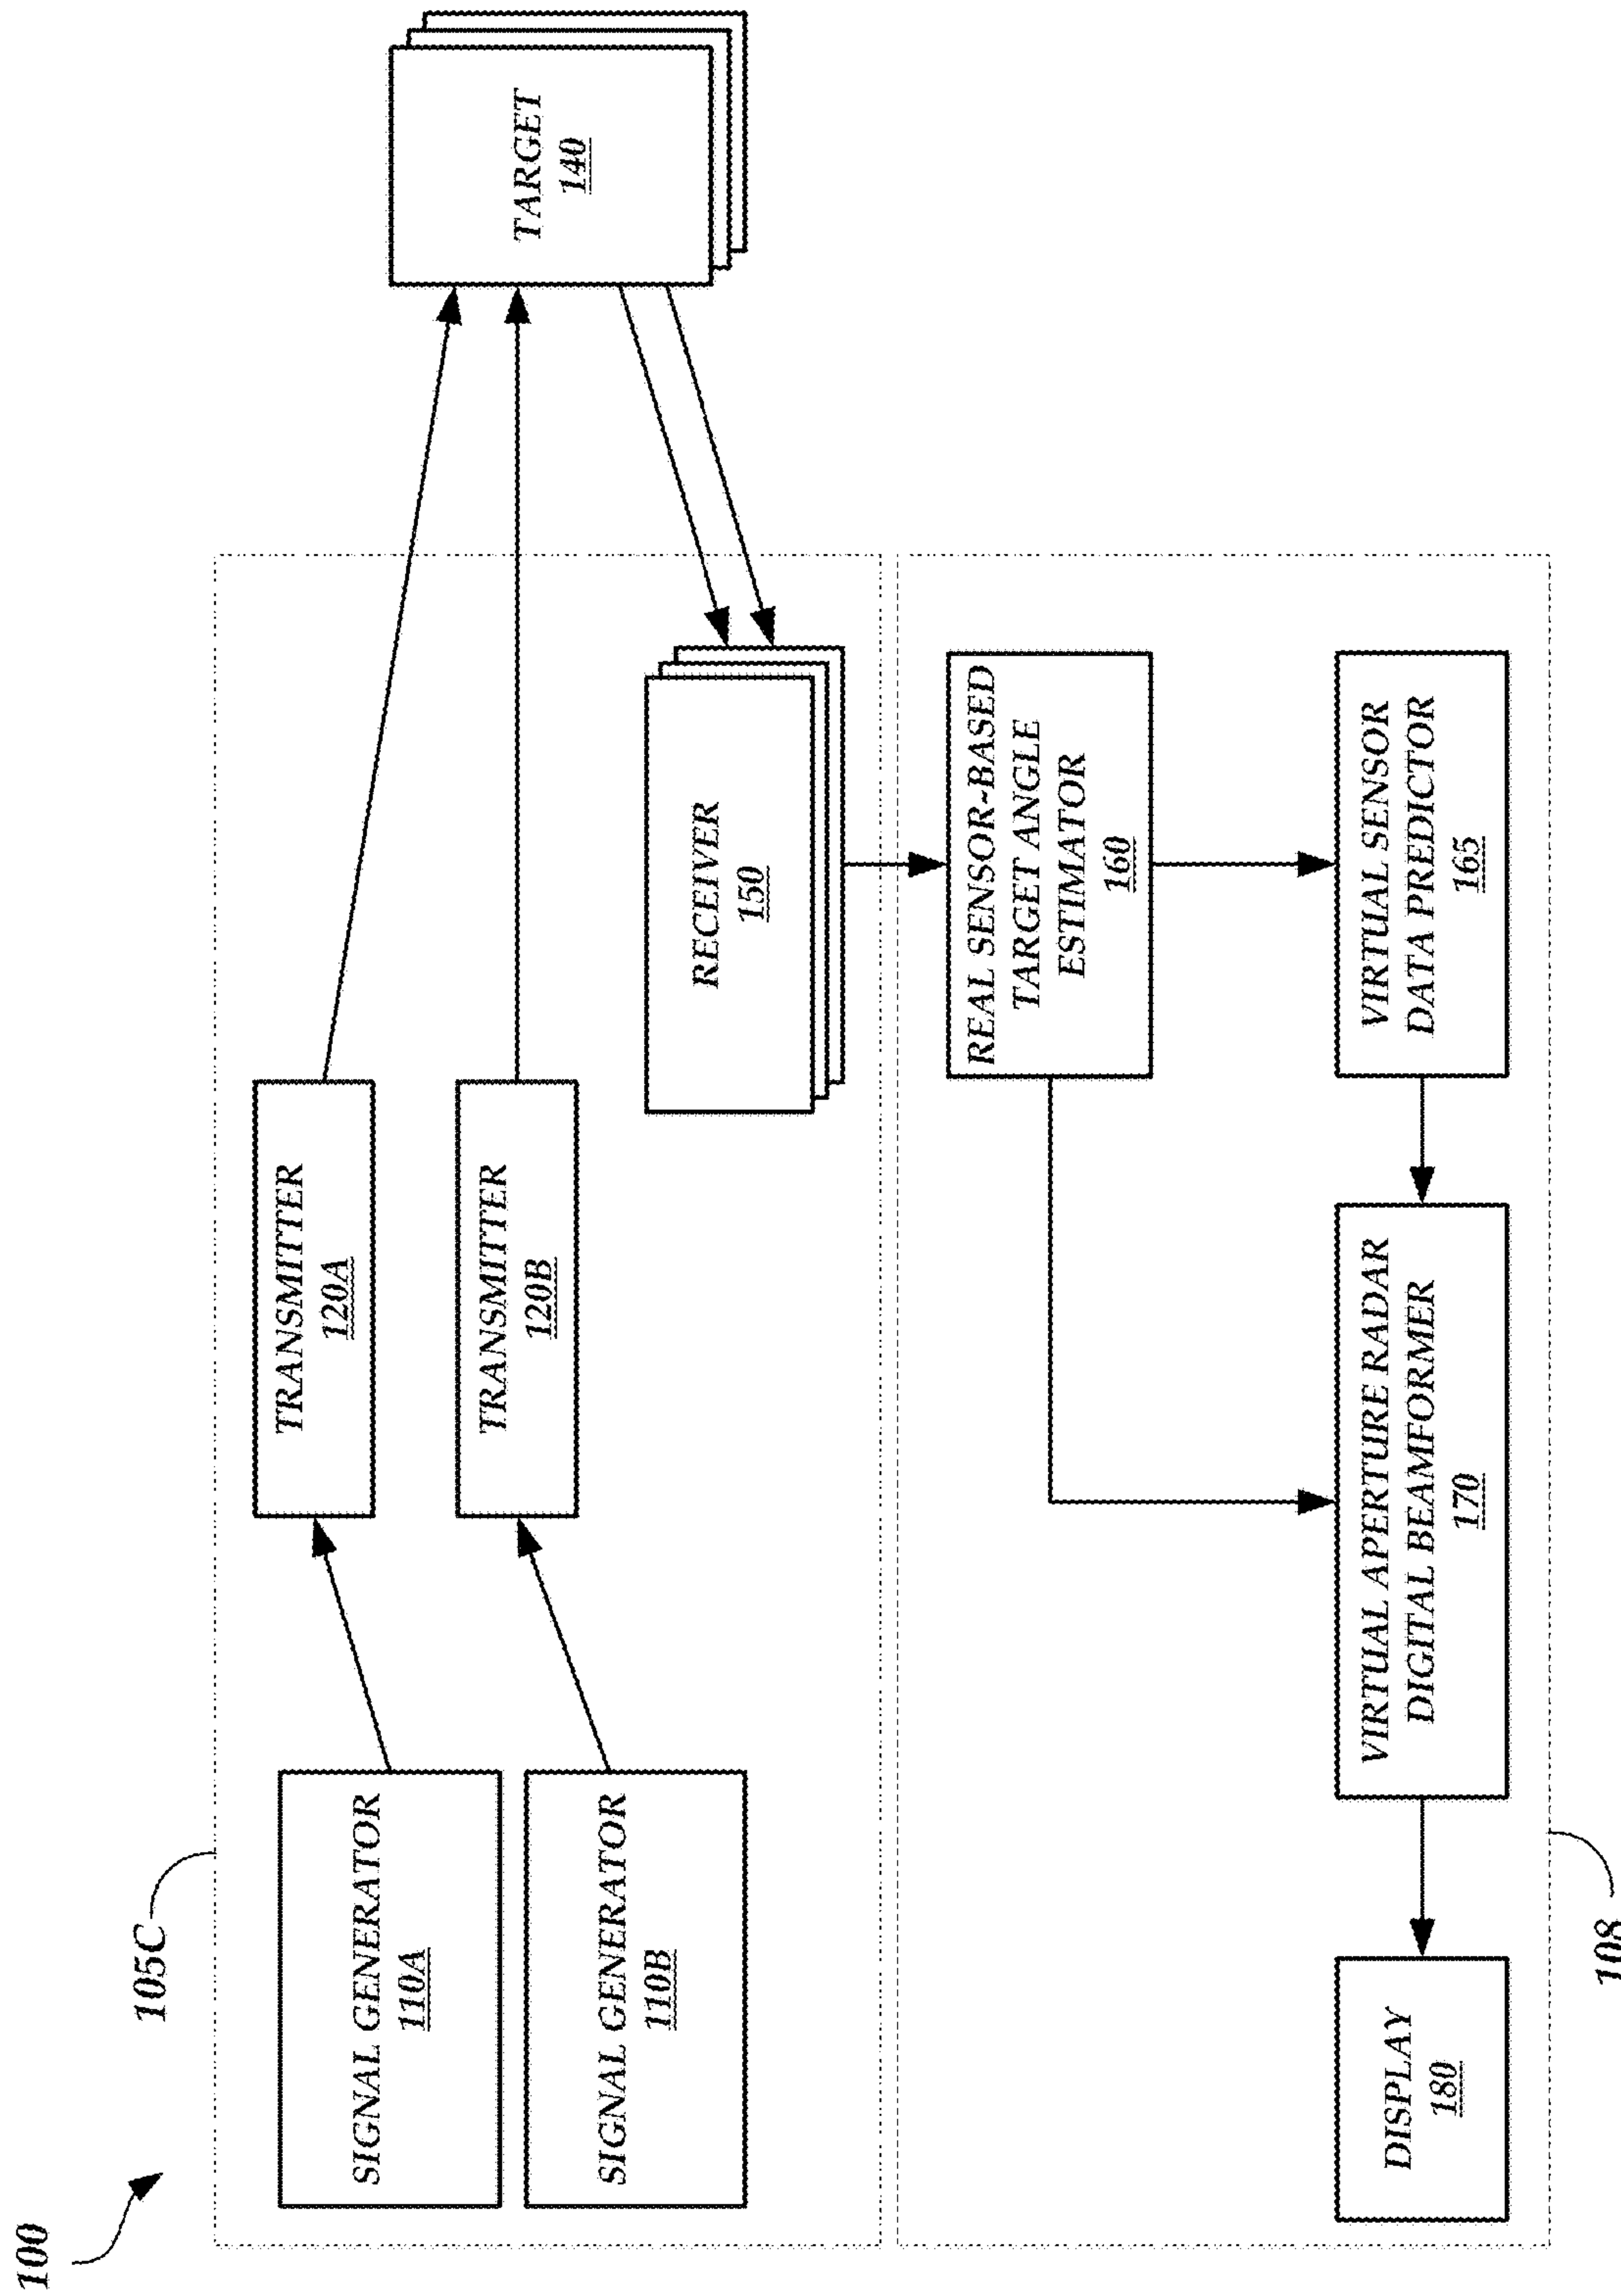 100
105C
SIGNAL GENERATOR
110A
TRANSMITTER
120A
TARGET
140
SIGNAL GENERATOR
110B
TRANSMITTER
120B
RECEIVER
150
REAL SENSOR-BASED
TARGET ANGLE
ESTIMATOR
160
DISPLAY
180
VIRTUAL APERTURE RADAR
DIGITAL BEAMFORMER
170
VIRTUAL SENSOR
DATA PREDICTOR
165
108